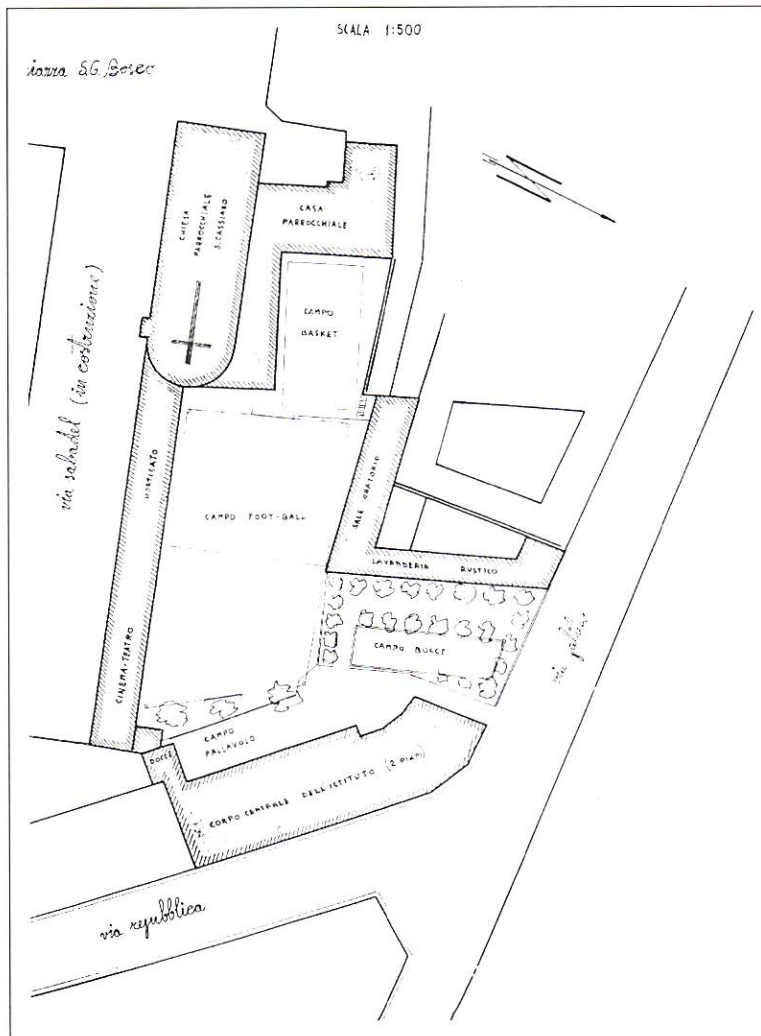 SCALA 1:500
iazza S.G. Bosco
CHIESA
PARROCCHIALE
S. CASSIANO
CASA
PARROCCHIALE
CAMPO
BASKET
via sabadel (in costruzione)
PORTICATO
CAMPO FOOT-BALL
SALE ORATORIO
LAVANDERIA RUSTICO
CINEMA-TEATRO
CAMPO BOCCE
CAMPO
PALLAVOLO
DOCCE
CORPO CENTRALE DELL'ISTITUTO (2 PIANI)
via
via repubblica